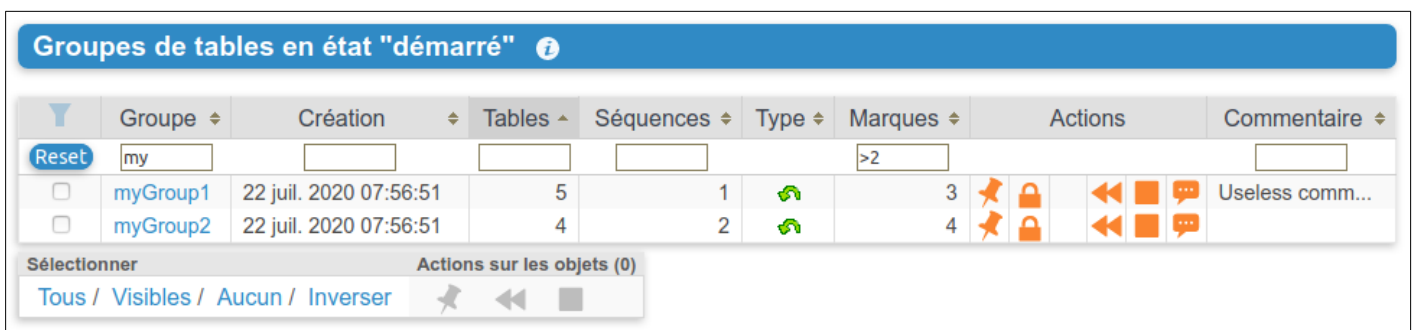 Groupes de tables en état "démarré" i
Groupe Création Tables Séquences Type Marques Actions Commentaire
Reset my >2
myGroup1 22 juil. 2020 07:56:51 5 1 3 Useless comm...
myGroup2 22 juil. 2020 07:56:51 4 2 4
Sélectionner Actions sur les objets (0)
Tous / Visibles / Aucun / Inverser